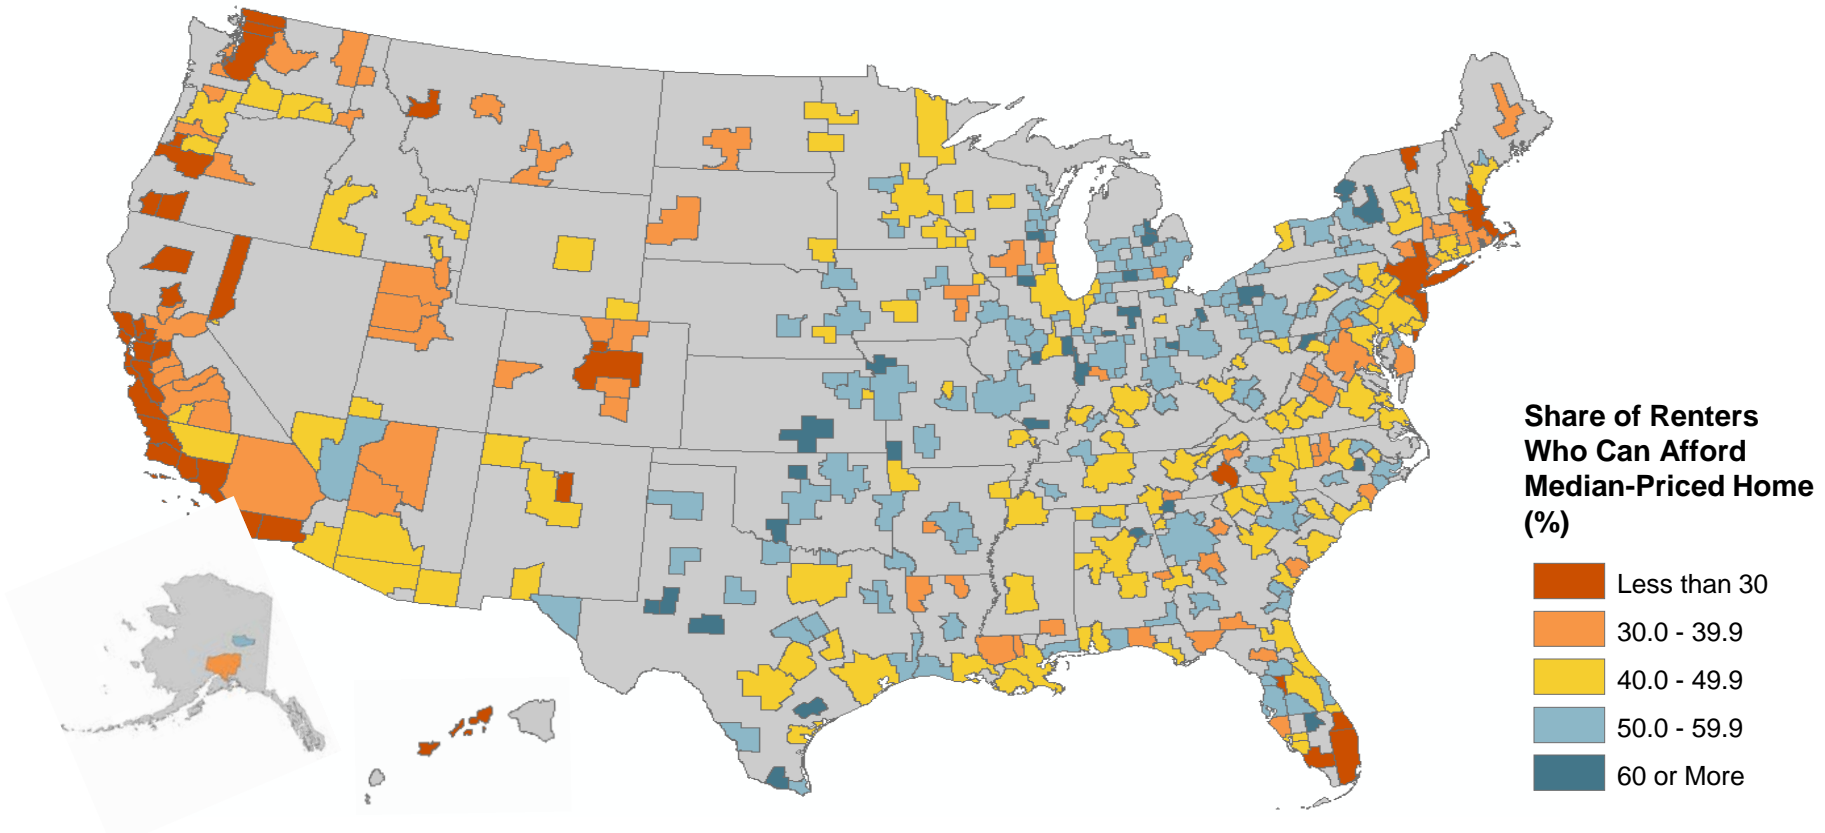 Share of Renters
Who Can Afford
Median-Priced Home
(%)
Less than 30
30.0 - 39.9
40.0 - 49.9
50.0 - 59.9
60 or More